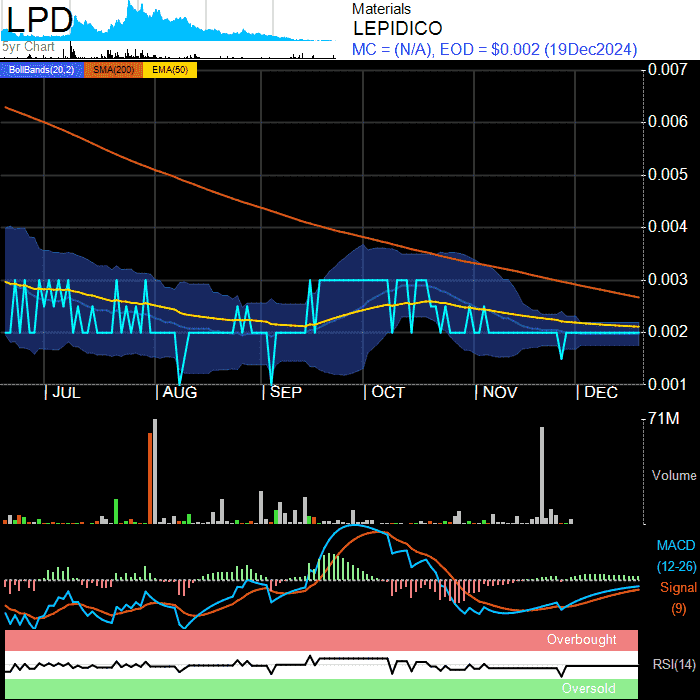 LPD
5yr Chart
Materials
LEPIDICO
MC = (N/A), EOD = $0.002 (19Dec2024)
BollBands(20,2) SMA(200) EMA(50)
0.007
0.006
0.005
0.004
0.003
0.002
0.001
JUL AUG SEP OCT NOV DEC
71M
Volume
MACD
(12-26)
Signal
(9)
Overbought
RSI(14)
Oversold